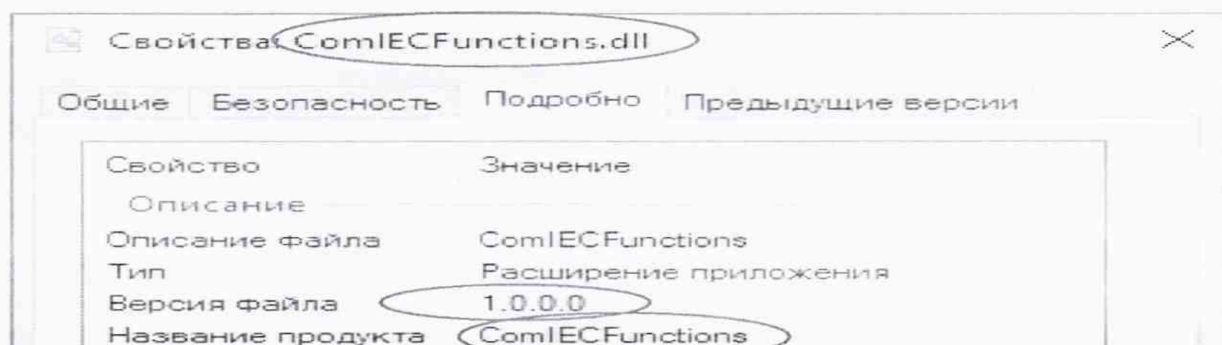 Свойства: ComIECFunctions.dll
Общие Безопасность Подробно Предыдущие версии
Свойство Значение
Описание
Описание файла ComIECFunctions
Тип Расширение приложения
Версия файла 1.0.0.0
Название продукта ComIECFunctions